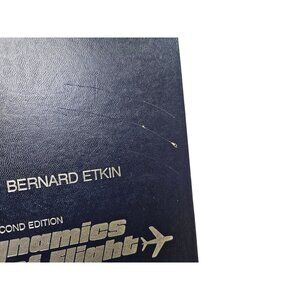 BERNARD ETKIN
COND EDITION
namics
Flight